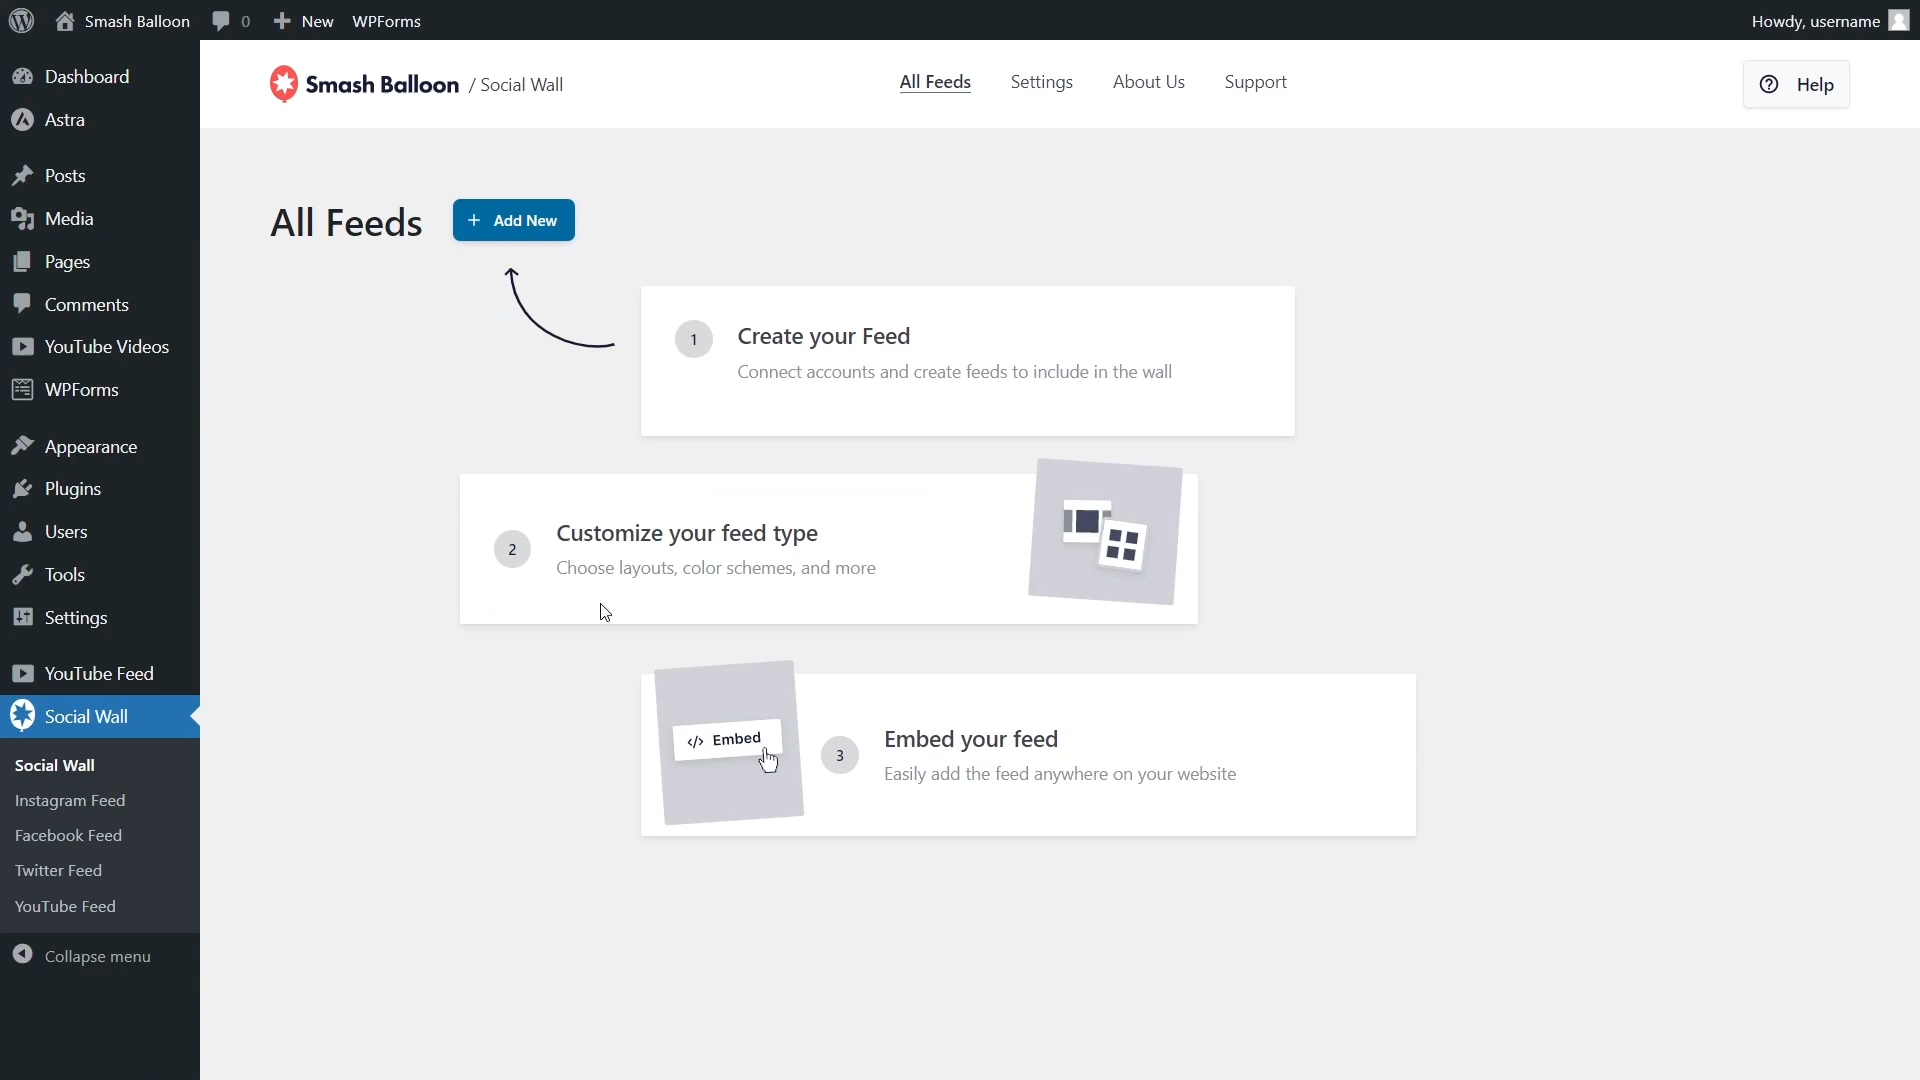 Smash Balloon 0 New WPForms Howdy, username
Dashboard
Astra
Posts
Media
Pages
Comments
YouTube Videos
WPForms
Appearance
Plugins
Users
Tools
Settings
YouTube Feed
Social Wall
Social Wall
Instagram Feed
Facebook Feed
Twitter Feed
YouTube Feed
Collapse menu
Smash Balloon / Social Wall
All Feeds Settings About Us Support
Help
All Feeds
+ Add New
1
Create your Feed
Connect accounts and create feeds to include in the wall
2
Customize your feed type
Choose layouts, color schemes, and more
</> Embed
3
Embed your feed
Easily add the feed anywhere on your website